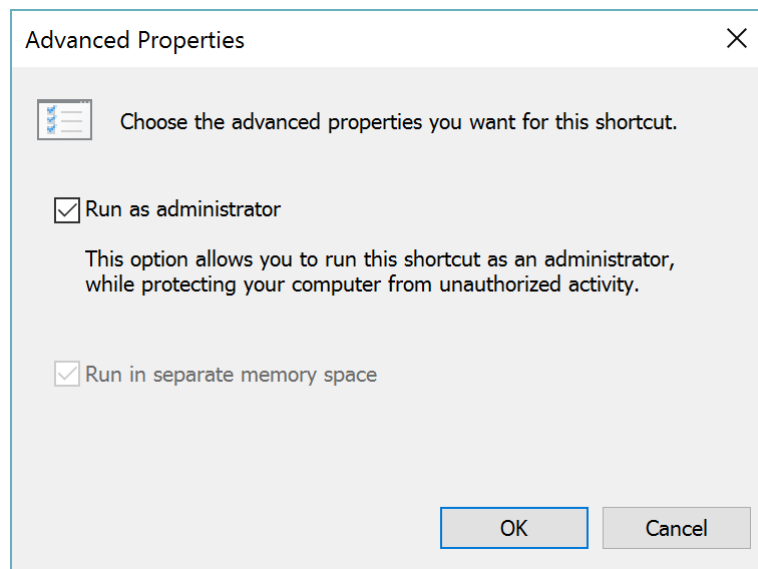 Advanced Properties
Choose the advanced properties you want for this shortcut.
Run as administrator
This option allows you to run this shortcut as an administrator,
while protecting your computer from unauthorized activity.
Run in separate memory space
OK Cancel